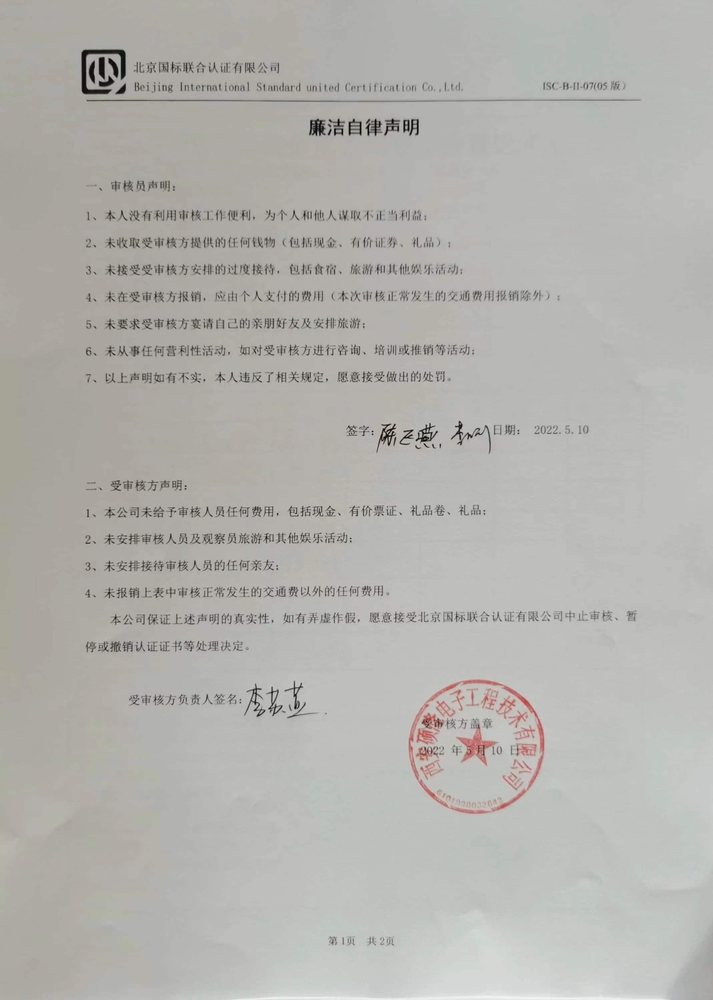 北京国标联合认证有限公司
Beijing International Standard united Certification Co.,Ltd.
ISC-B-II-07(05 版）
廉洁自律声明
一、审核员声明：
1、本人没有利用审核工作便利，为个人和他人谋取不正当利益；
2、未收取受审核方提供的任何钱物（包括现金、有价证券、礼品）；
3、未接受受审核方安排的过度接待，包括食宿、旅游和其他娱乐活动；
4、未在受审核方报销，应由个人支付的费用（本次审核正常发生的交通费用报销除外）；
5、未要求受审核方宴请自己的亲朋好友及安排旅游；
6、未从事任何营利性活动，如对受审核方进行咨询、培训或推销等活动；
7、以上声明如有不实，本人违反了相关规定，愿意接受做出的处罚。
签字： 日期： 2022.5.10
二、受审核方声明：
1、本公司未给予审核人员任何费用，包括现金、有价票证、礼品卷、礼品；
2、未安排审核人员及观察员旅游和其他娱乐活动；
3、未安排接待审核人员的任何亲友；
4、未报销上表中审核正常发生的交通费以外的任何费用。
本公司保证上述声明的真实性，如有弄虚作假，愿意接受北京国标联合认证有限公司中止审核、暂
停或撤销认证证书等处理决定。
受审核方负责人签名：
西安硕 电子工程技术有限公司
受审核方盖章
2022 年 5 月 10 日
第 1页 共 2页